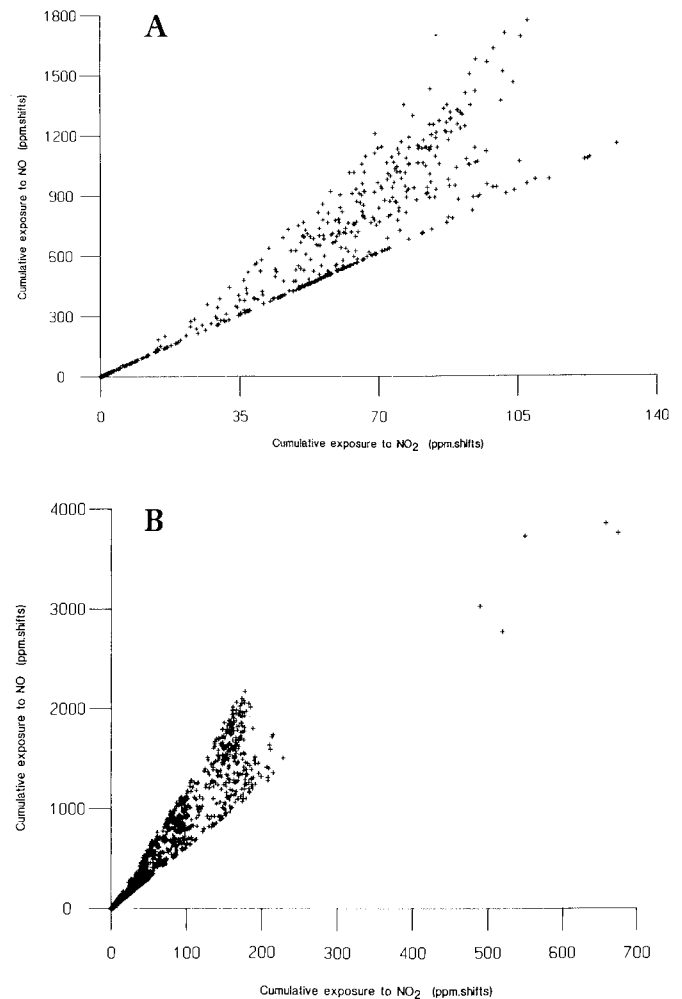 A
1800
1500
1200
900
600
300
0
Cumulative exposure to NO (ppm.shifts)
0 35 70 105 140
Cumulative exposure to NO₂ (ppm.shifts)
B
4000
3000
2000
1000
0
Cumulative exposure to NO (ppm.shifts)
0 100 200 300 400 500 600 700
Cumulative exposure to NO₂ (ppm.shifts)